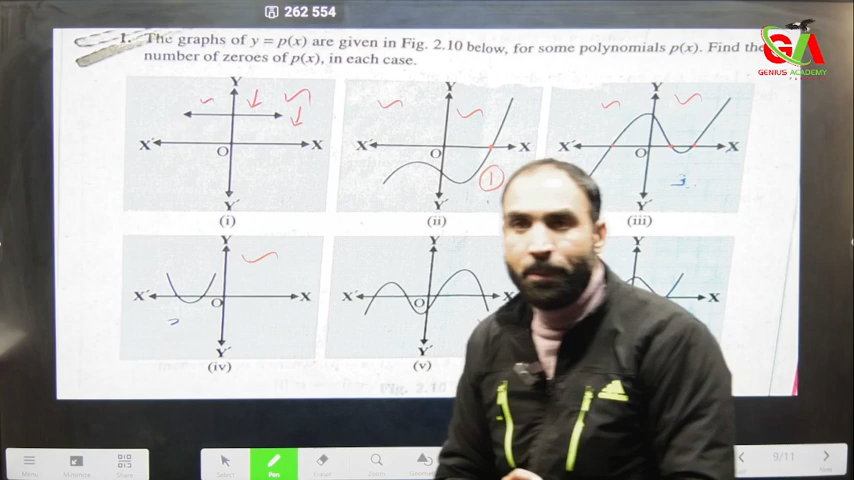 262 554
GA
GENIUS ACADEMY
1. The graphs of y = p(x) are given in Fig. 2.10 below, for some polynomials p(x). Find the
number of zeroes of p(x), in each case.
Y Y Y
X' O X X' O X X' O X
1
3
Y' Y' Y'
(i) (ii) (iii)
Y Y Y
X' O X X' O X X
2
Y' Y'
(iv) (v)
Fig. 2.10
Menu Minimize Share Select Pen Eraser Zoom 9/11 Next